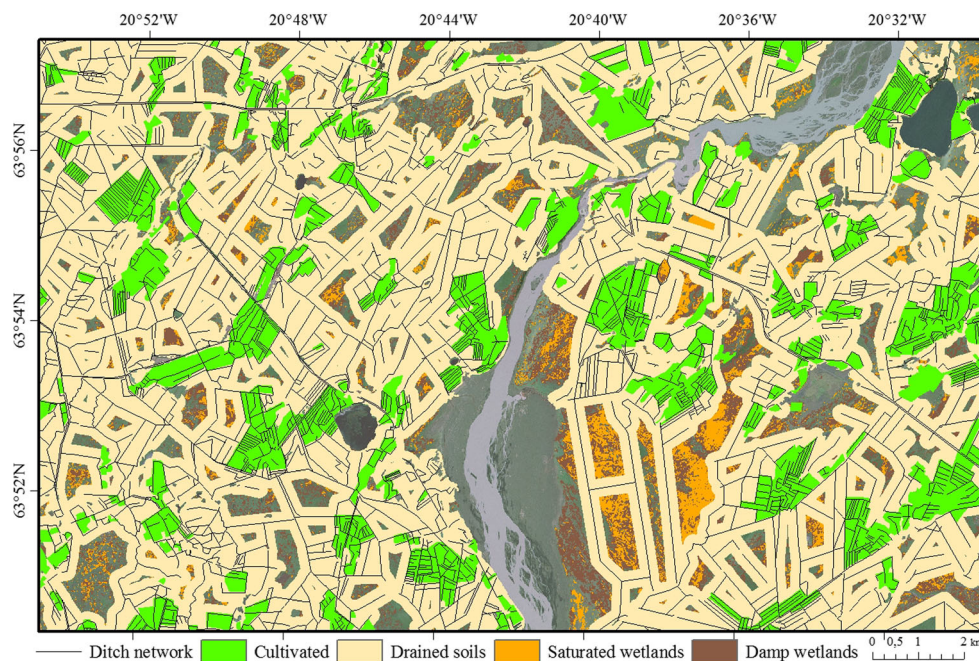 20°52'W 20°48'W 20°44'W 20°40'W 20°36'W 20°32'W
63°56'N
63°54'N
63°52'N
Ditch network Cultivated Drained soils Saturated wetlands Damp wetlands 0 0,5 1 2 km